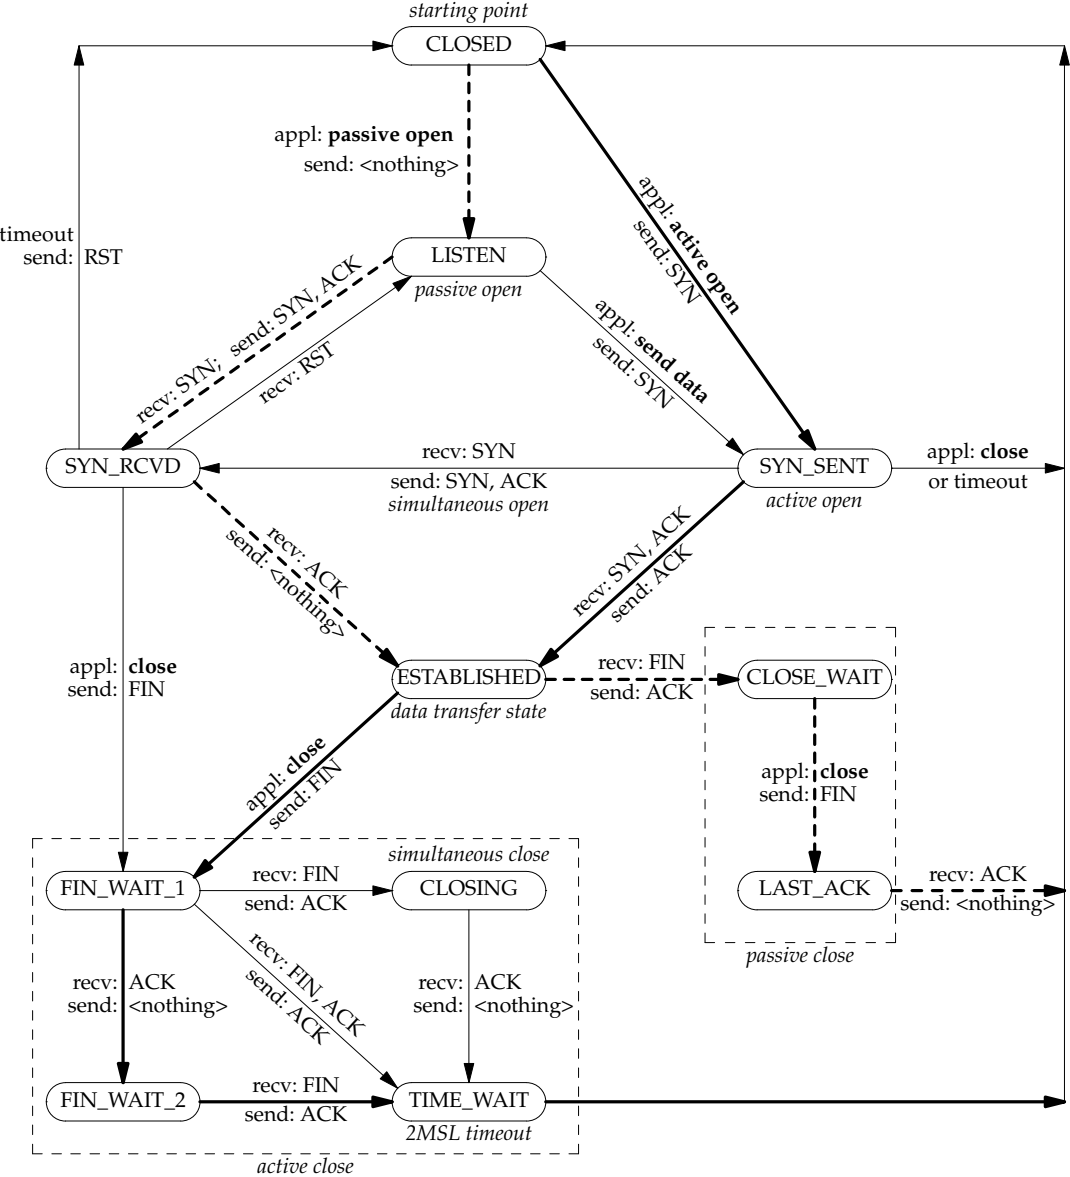 starting point
CLOSED
appl: passive open
send: <nothing>
appl: active open
send: SYN
timeout
send: RST
LISTEN
passive open
recv: SYN; send: SYN, ACK
recv: RST
appl: send data
send: SYN
SYN_RCVD
recv: SYN
send: SYN, ACK
simultaneous open
SYN_SENT
active open
appl: close
or timeout
recv: ACK
send: <nothing>
recv: SYN, ACK
send: ACK
appl: close
send: FIN
ESTABLISHED
data transfer state
recv: FIN
send: ACK
CLOSE_WAIT
appl: close
send: FIN
appl: close
send: FIN
simultaneous close
FIN_WAIT_1
recv: FIN
send: ACK
CLOSING
LAST_ACK
recv: ACK
send: <nothing>
passive close
recv: ACK
send: <nothing>
recv: FIN, ACK
send: ACK
recv: ACK
send: <nothing>
FIN_WAIT_2
recv: FIN
send: ACK
TIME_WAIT
2MSL timeout
active close